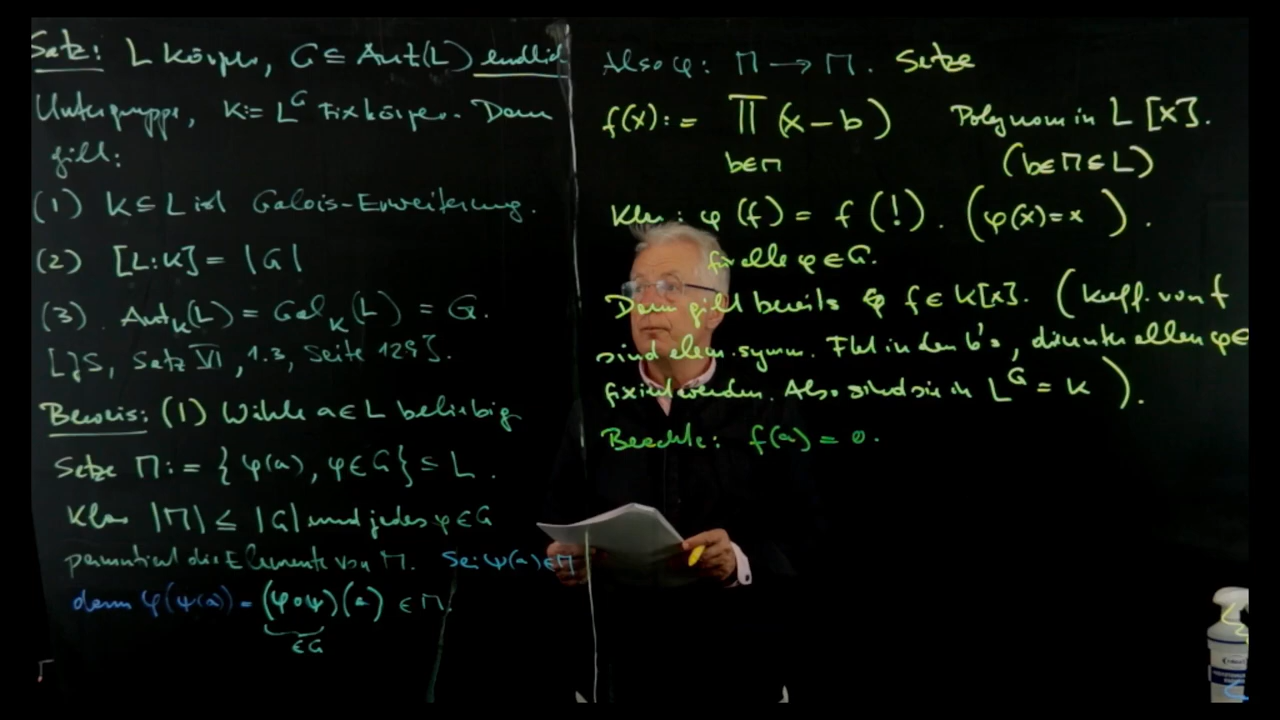 Satz: L Körper, G ⊆ Aut(L) endlich
Untergruppe, K := L^G Fixkörper. Dann
gilt:
(1) K ⊆ L ist Galois-Erweiterung.
(2) [L:K] = |G|
(3) Aut_K(L) = Gal_K(L) = G.
[JS, Satz VI, 1.3, Seite 129].
Beweis: (1) Wähle a ∈ L beliebig
Setze M := { φ(a), φ ∈ G } ⊆ L.
Klar |M| ≤ |G| und jedes φ ∈ G
permutiert die Elemente von M. Sei ψ(a) ∈ M
denn φ(ψ(a)) = (φ∘ψ)(a) ∈ M.
∈ G
Also φ: M → M. Setze
f(x) := ∏ (x − b) Polynom in L[x].
b∈M (b ∈ M ⊆ L)
Klar: φ(f) = f (!). (φ(x) = x).
für alle φ ∈ G.
Dann gilt bereits f ∈ K[x]. (Koeff. von f
sind elem. symm. Fkt in den b's, die unter allen φ ∈
fixiert werden. Also sind sie in L^G = K).
Beachte: f(a) = 0.